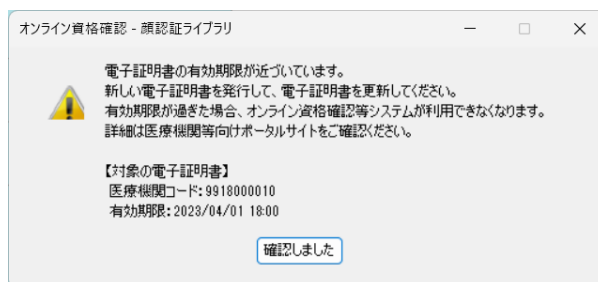 オンライン資格確認 - 顔認証ライブラリ
電子証明書の有効期限が近づいています。
新しい電子証明書を発行して、電子証明書を更新してください。
有効期限が過ぎた場合、オンライン資格確認等システムが利用できなくなります。
詳細は医療機関等向けポータルサイトをご確認ください。
【対象の電子証明書】
医療機関コード:9918000010
有効期限:2023/04/01 18:00
確認しました